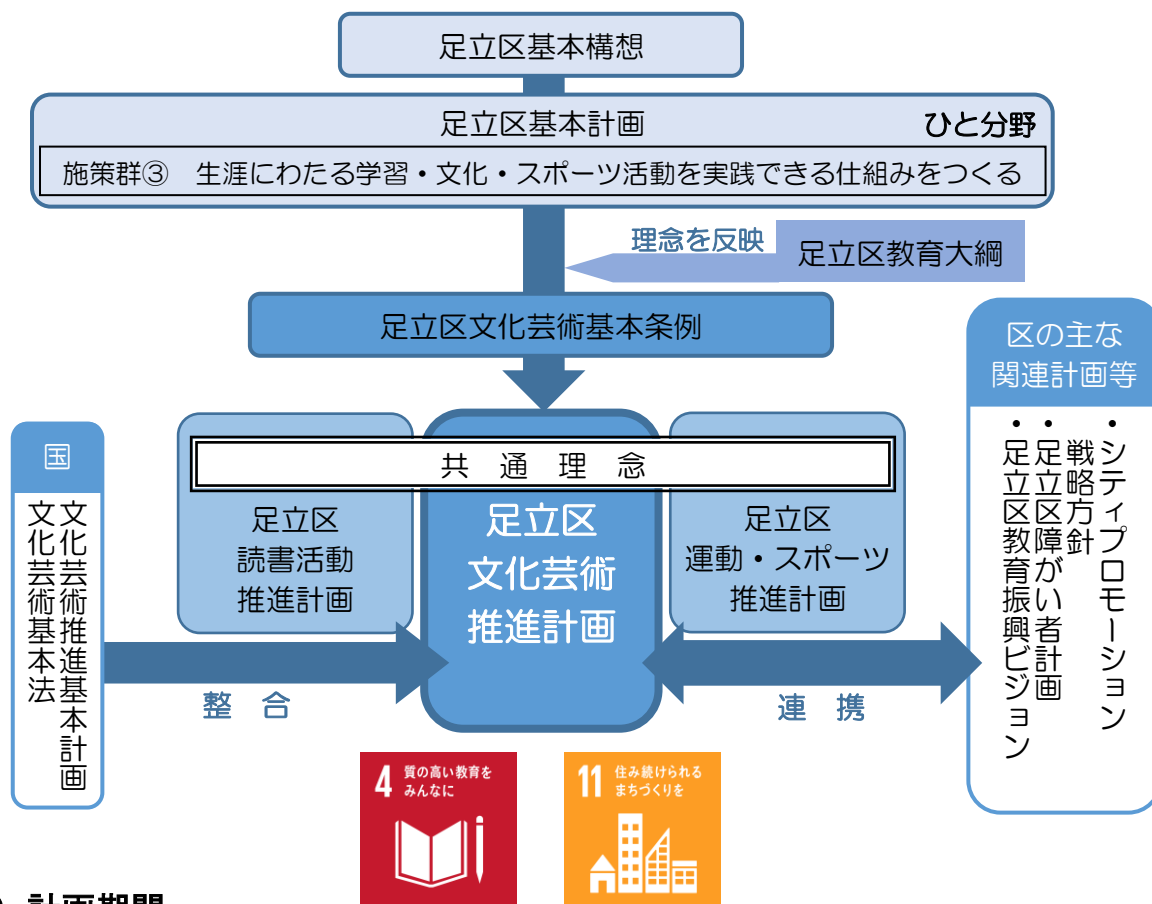 足立区基本構想
足立区基本計画
ひと分野
施策群③ 生涯にわたる学習・文化・スポーツ活動を実践できる仕組みをつくる
理念を反映
足立区教育大綱
足立区文化芸術基本条例
区の主な
関連計画等
・シティプロモーション
戦略方針
・足立区障がい者計画
・足立区教育振興ビジョン
国
文化芸術推進基本計画
文化芸術基本法
共 通 理 念
足立区
読書活動
推進計画
足立区
文化芸術
推進計画
足立区
運動・スポーツ
推進計画
整 合
連 携
4 質の高い教育を
みんなに
11 住み続けられる
まちづくりを